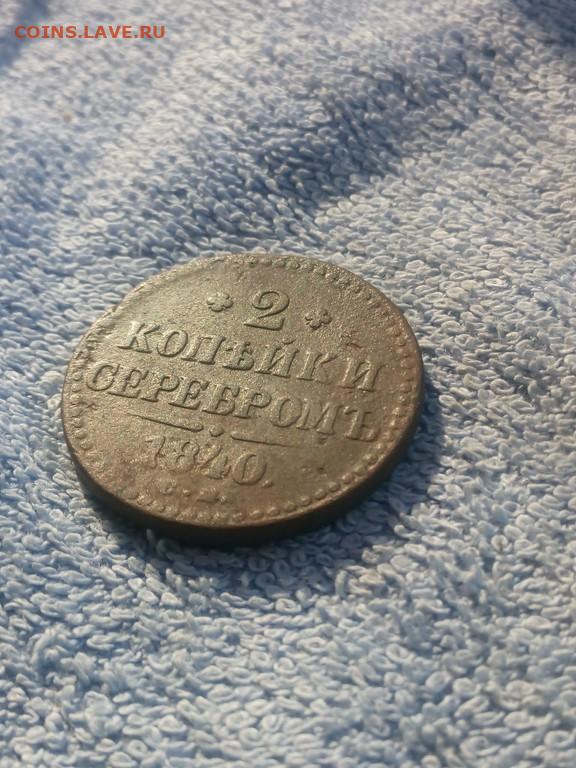 COINS.LAVE.RU
2
КОПѢЙКИ
СЕРЕБРОМЪ
1840.